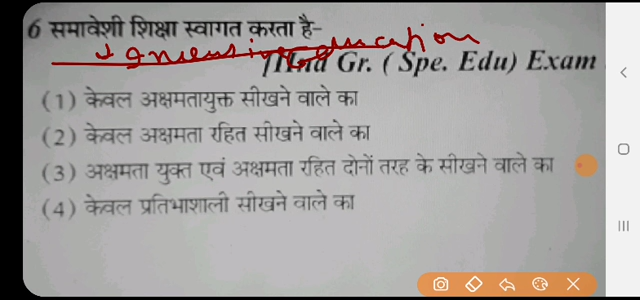 6 समावेशी शिक्षा स्वागत करता है-
Inclusive education
IIInd Gr. ( Spe. Edu) Exam
(1) केवल अक्षमतायुक्त सीखने वाले का
(2) केवल अक्षमता रहित सीखने वाले का
(3) अक्षमता युक्त एवं अक्षमता रहित दोनों तरह के सीखने वाले का
(4) केवल प्रतिभाशाली सीखने वाले का